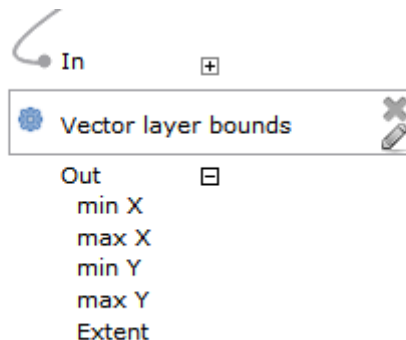 In
Vector layer bounds
Out
min X
max X
min Y
max Y
Extent